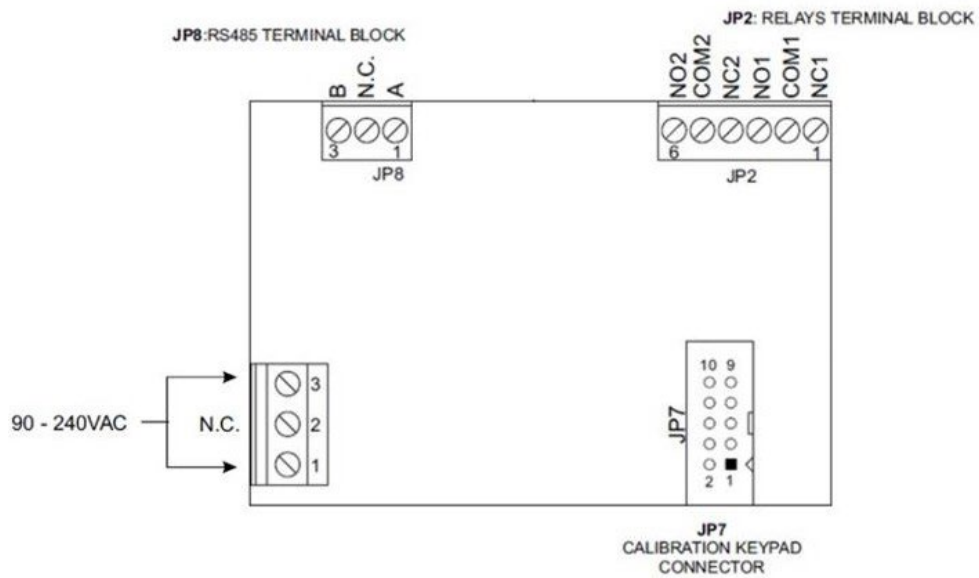 JP2: RELAYS TERMINAL BLOCK
JP8:RS485 TERMINAL BLOCK
B
N.C.
A
NO2
COM2
NC2
NO1
COM1
NC1
3 1
6 1
JP8
JP2
10 9
3
90 - 240VAC
N.C.
2
JP7
1
2 1
JP7
CALIBRATION KEYPAD
CONNECTOR